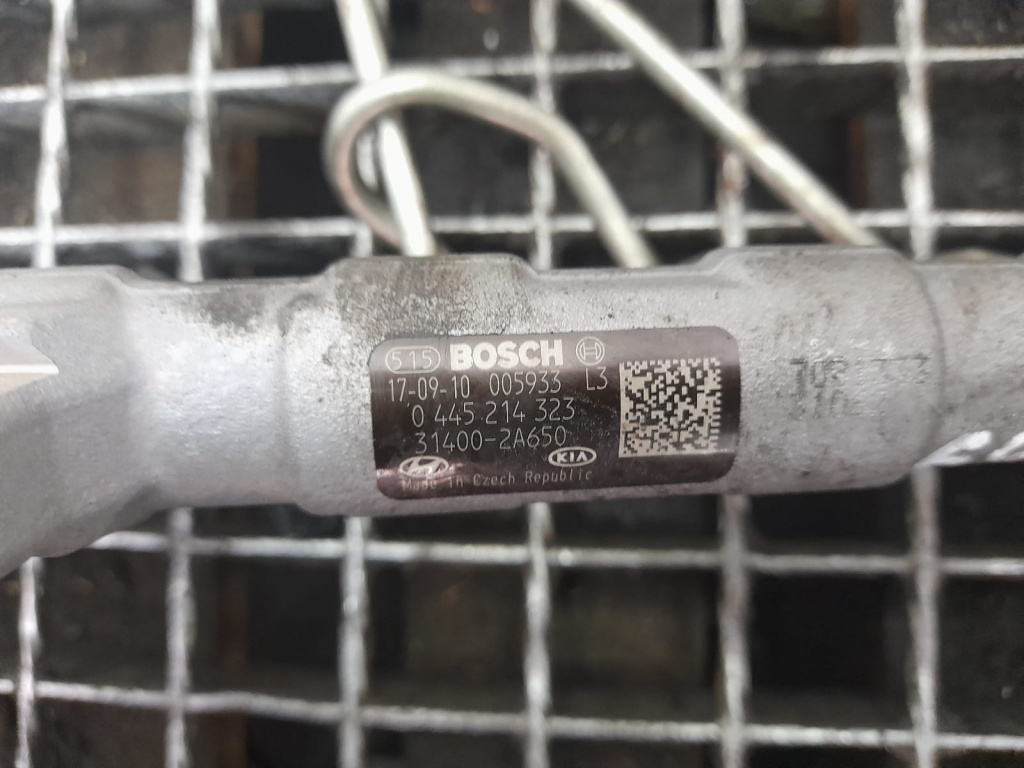 515 BOSCH
17-09-10 005933 L3
0 445 214 323
31400-2A650
KIA
Made in Czech Republic